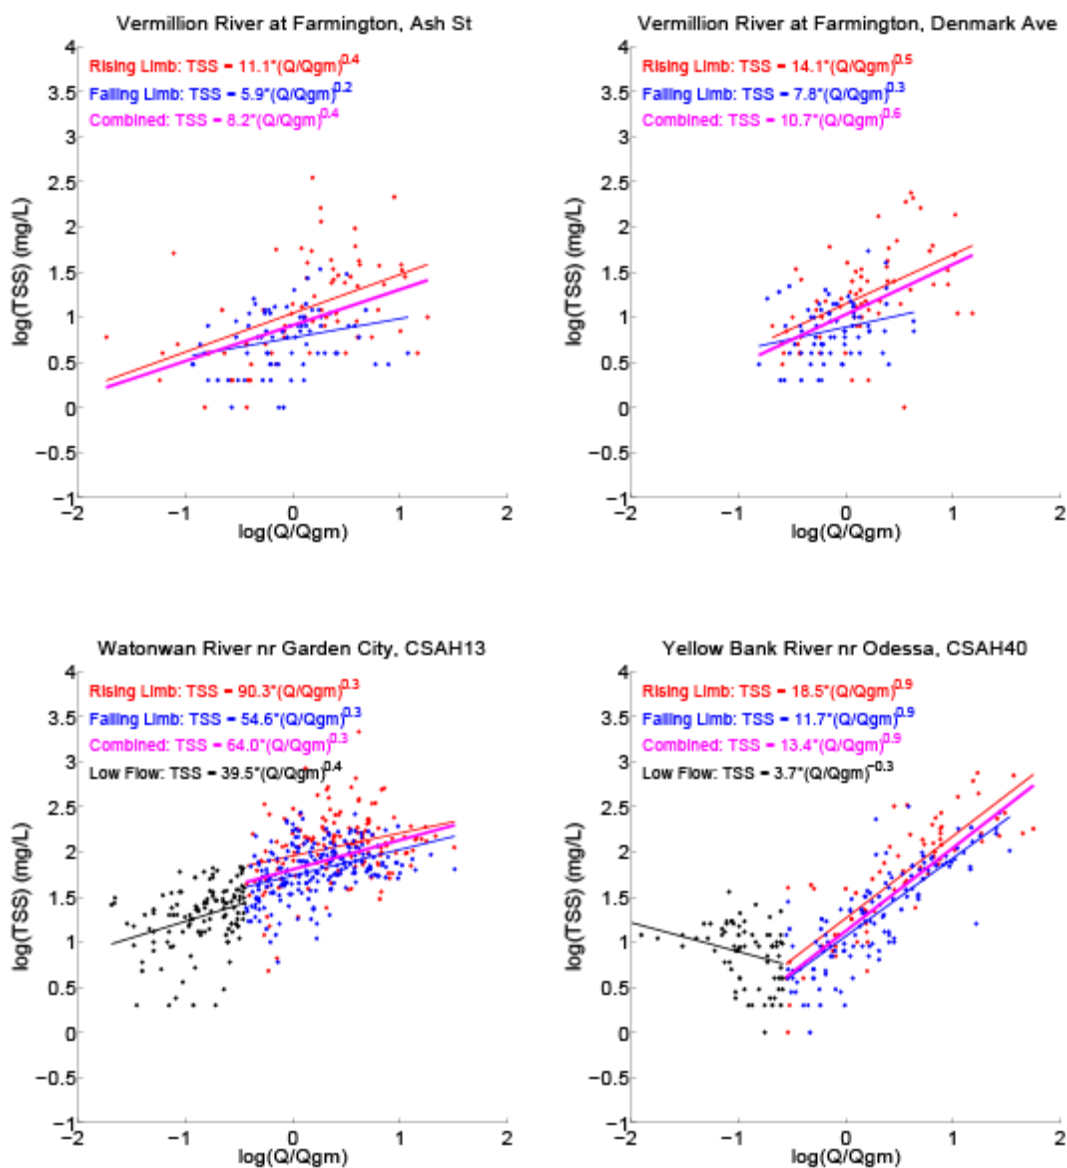 Vermillion River at Farmington, Ash St
4
3.5
3
2.5
2
1.5
1
0.5
0
−0.5
−1
log(TSS) (mg/L)
Rising Limb: TSS = 11.1*(Q/Qgm)^0.4
Falling Limb: TSS = 5.9*(Q/Qgm)^0.2
Combined: TSS = 8.2*(Q/Qgm)^0.4
−2 −1 0 1 2
log(Q/Qgm)
Vermillion River at Farmington, Denmark Ave
4
3.5
3
2.5
2
1.5
1
0.5
0
−0.5
−1
log(TSS) (mg/L)
Rising Limb: TSS = 14.1*(Q/Qgm)^0.5
Falling Limb: TSS = 7.8*(Q/Qgm)^0.3
Combined: TSS = 10.7*(Q/Qgm)^0.6
−2 −1 0 1 2
log(Q/Qgm)
Watonwan River nr Garden City, CSAH13
4
3.5
3
2.5
2
1.5
1
0.5
0
−0.5
−1
log(TSS) (mg/L)
Rising Limb: TSS = 90.3*(Q/Qgm)^0.3
Falling Limb: TSS = 54.6*(Q/Qgm)^0.3
Combined: TSS = 64.0*(Q/Qgm)^0.3
Low Flow: TSS = 39.5*(Q/Qgm)^0.4
−2 −1 0 1 2
log(Q/Qgm)
Yellow Bank River nr Odessa, CSAH40
4
3.5
3
2.5
2
1.5
1
0.5
0
−0.5
−1
log(TSS) (mg/L)
Rising Limb: TSS = 18.5*(Q/Qgm)^0.9
Falling Limb: TSS = 11.7*(Q/Qgm)^0.9
Combined: TSS = 13.4*(Q/Qgm)^0.9
Low Flow: TSS = 3.7*(Q/Qgm)^−0.3
−2 −1 0 1 2
log(Q/Qgm)